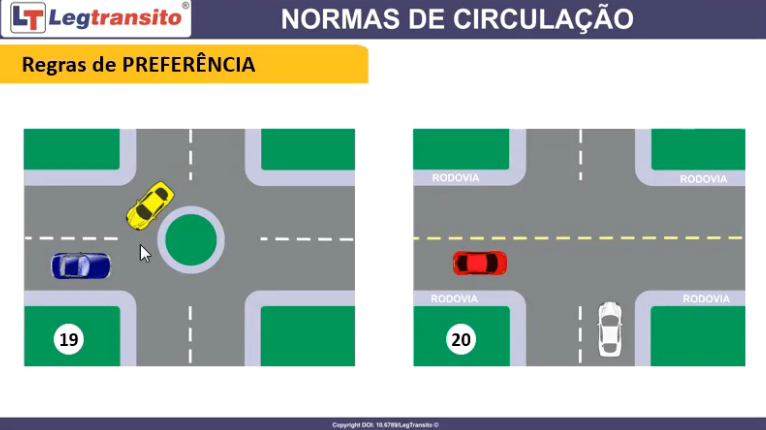 LT Legtransito®
NORMAS DE CIRCULAÇÃO
Regras de PREFERÊNCIA
19
RODOVIA
RODOVIA
RODOVIA
RODOVIA
20
Copyright DOI: 10.6789/LegTransito ©